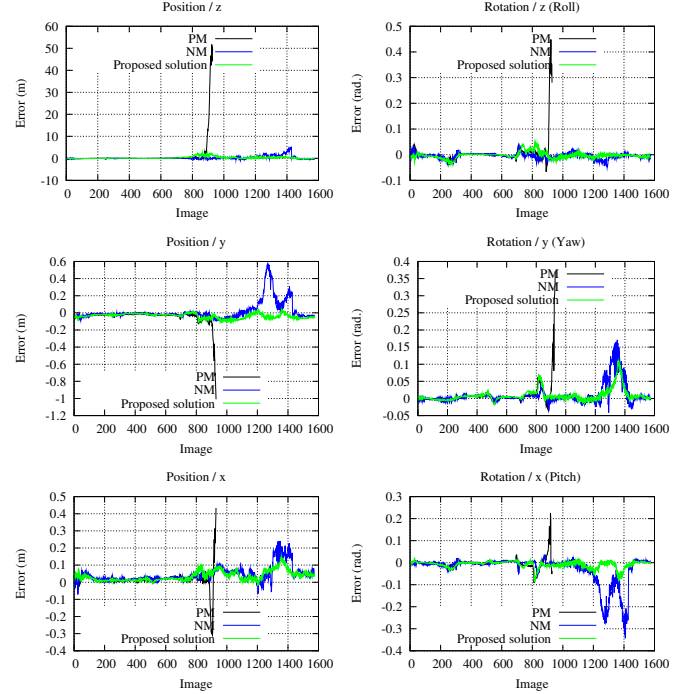 Position / z
Error (m)
60
50
40
30
20
10
0
-10
PM
NM
Proposed solution
0 200 400 600 800 1000 1200 1400 1600
Image
Rotation / z (Roll)
Error (rad.)
0.5
0.4
0.3
0.2
0.1
0
-0.1
PM
NM
Proposed solution
0 200 400 600 800 1000 1200 1400 1600
Image
Position / y
Error (m)
0.6
0.4
0.2
0
-0.2
-0.4
-0.6
-0.8
-1
-1.2
PM
NM
Proposed solution
0 200 400 600 800 1000 1200 1400 1600
Image
Rotation / y (Yaw)
Error (rad.)
0.4
0.35
0.3
0.25
0.2
0.15
0.1
0.05
0
-0.05
PM
NM
Proposed solution
0 200 400 600 800 1000 1200 1400 1600
Image
Position / x
Error (m)
0.5
0.4
0.3
0.2
0.1
0
-0.1
-0.2
-0.3
-0.4
PM
NM
Proposed solution
0 200 400 600 800 1000 1200 1400 1600
Image
Rotation / x (Pitch)
Error (rad.)
0.3
0.2
0.1
0
-0.1
-0.2
-0.3
-0.4
PM
NM
Proposed solution
0 200 400 600 800 1000 1200 1400 1600
Image